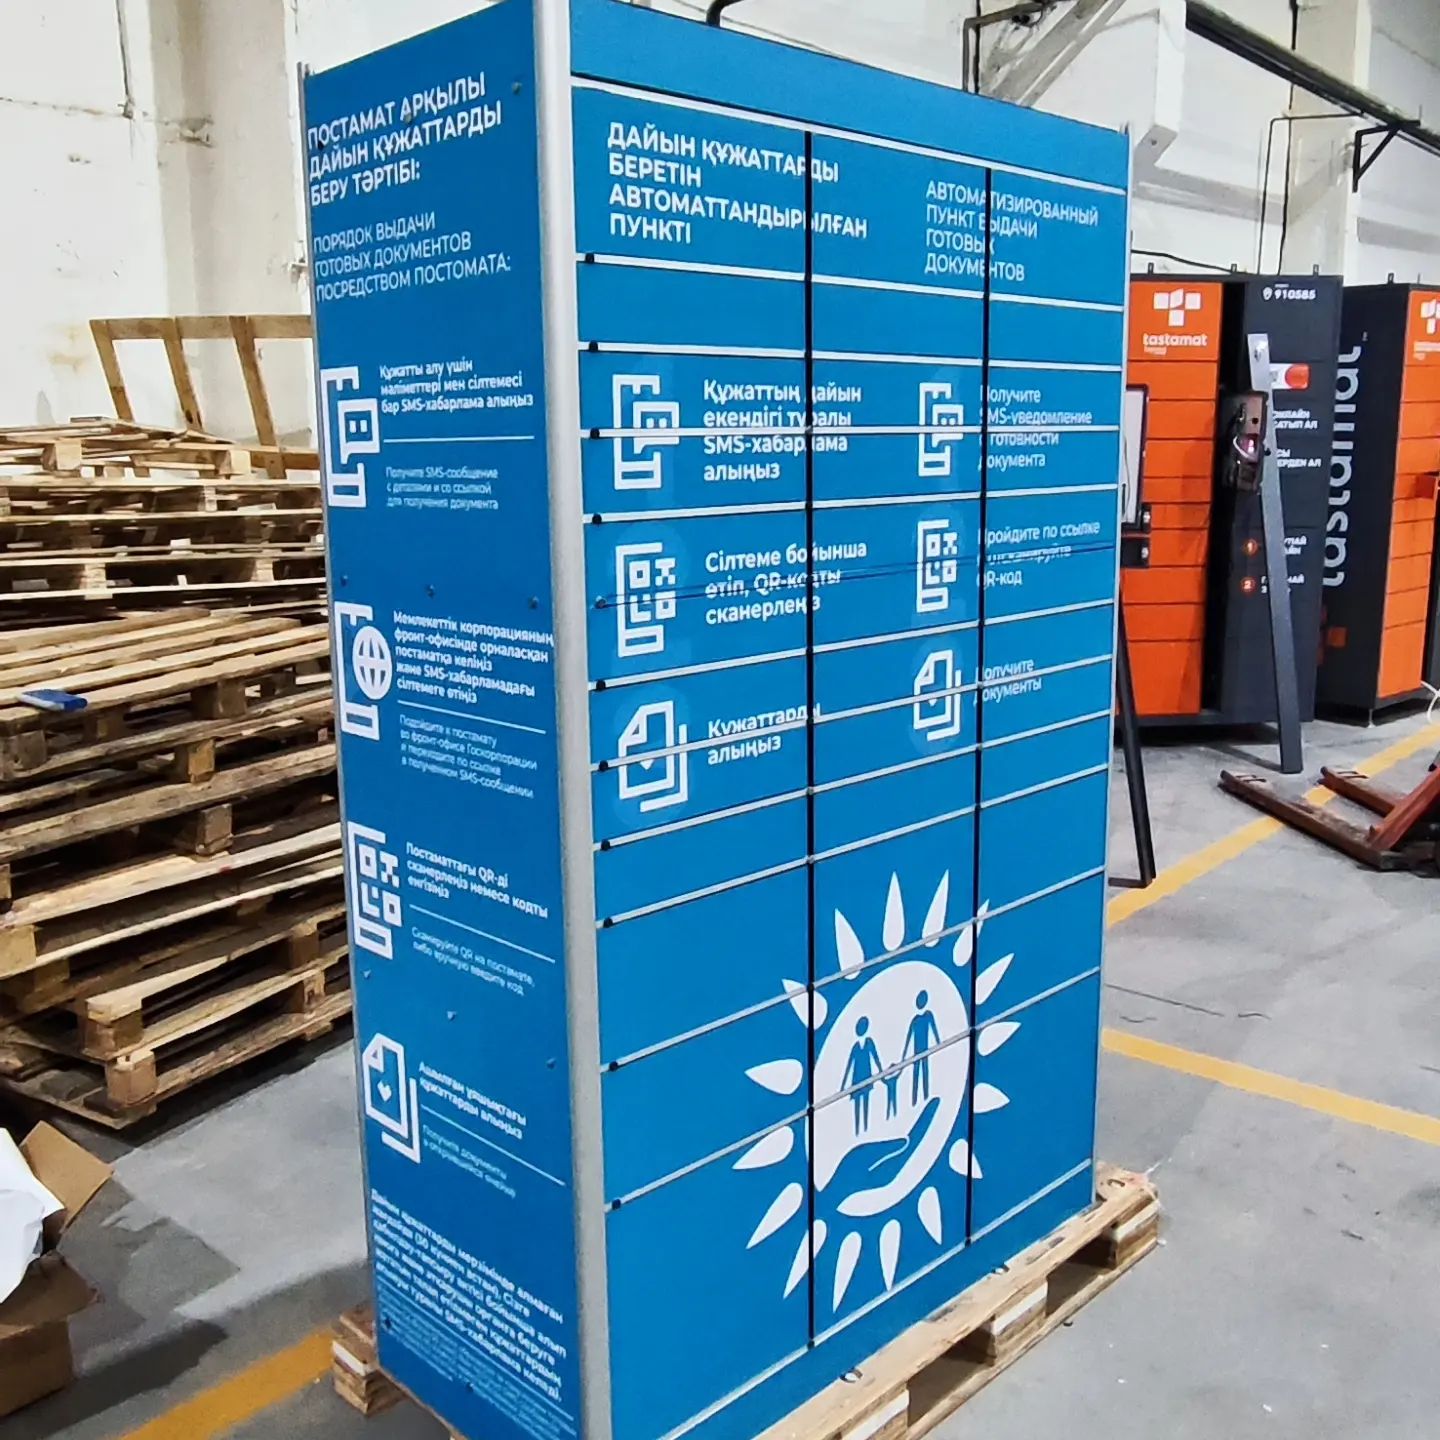 ПОСТАМАТ АРҚЫЛЫ
ДАЙЫН ҚҰЖАТТАРДЫ
БЕРУ ТӘРТІБІ:
ПОРЯДОК ВЫДАЧИ
ГОТОВЫХ ДОКУМЕНТОВ
ПОСРЕДСТВОМ ПОСТОМАТА:
Құжатты алу үшін
мәліметтері мен сілтемесі
бар SMS-хабарлама алыңыз
Получите SMS-сообщение
с деталями и со ссылкой
для получения документа
Мемлекеттік корпорацияның
фронт-офисінде орналасқан
постаматқа келіңіз
және SMS-хабарламадағы
сілтемеге өтіңіз
Подойдите к постамату
во фронт-офисе Госкорпорации
и переходите по ссылке
в полученном SMS-сообщении
Постаматтағы QR-ді
сканерлеңіз немесе кодты
енгізіңіз
Сканируйте QR на постамате,
либо вручную введите код
Ашылған ұяшықтағы
құжаттарды алыңыз
Получите документы
в открывшейся ячейке
Дайын құжаттарды мерзімінде алмаған
ДАЙЫН ҚҰЖАТТАРДЫ
БЕРЕТІН
АВТОМАТТАНДЫРЫЛҒАН
ПУНКТІ
АВТОМАТИЗИРОВАННЫЙ
ПУНКТ ВЫДАЧИ
ГОТОВЫХ
ДОКУМЕНТОВ
Құжаттың дайын
екендігі туралы
SMS-хабарлама
алыңыз
Получите
SMS-уведомление
о готовности
документа
Сілтеме бойынша
өтіп, QR-кодты
сканерлеңіз
Пройдите по ссылке
отсканируйте
QR-код
Құжаттарды
алыңыз
Получите
документы
tastamat
910585
tastamat